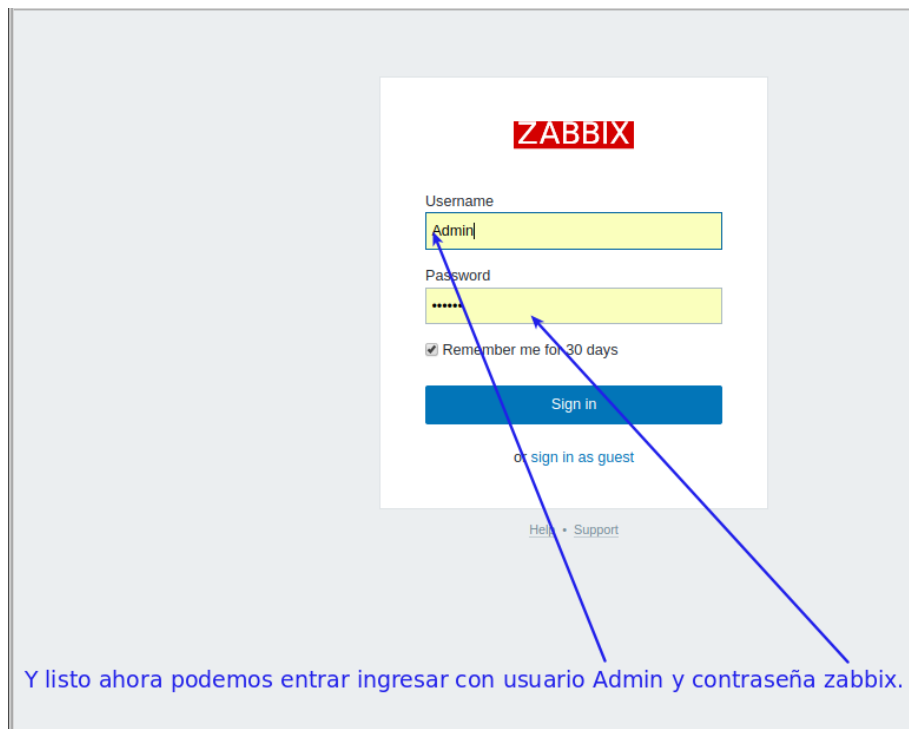 ZABBIX
Username
Admin
Password
••••••
Remember me for 30 days
Sign in
or sign in as guest
Help • Support
Y listo ahora podemos entrar ingresar con usuario Admin y contraseña zabbix.